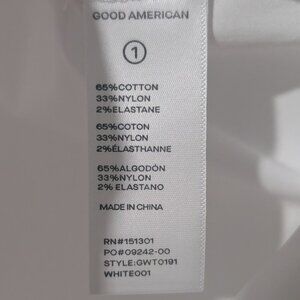 GOOD AMERICAN
1
65%COTTON
33%NYLON
2%ELASTANE
65%COTON
33%NYLON
2%ÉLASTHANNE
65%ALGODÓN
33%NYLON
2% ELASTANO
MADE IN CHINA
RN#151301
PO#09242-00
STYLE:GWT0191
WHITE001